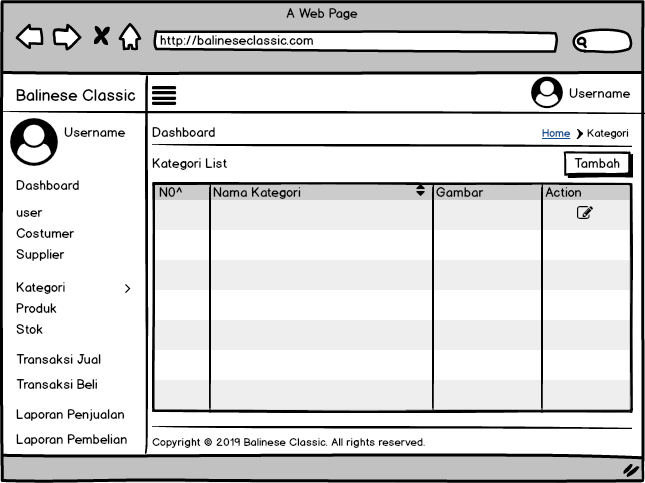 A Web Page
http://balineseclassic.com
Balinese Classic
Username
Username
Dashboard
user
Costumer
Supplier
Kategori
Produk
Stok
Transaksi Jual
Transaksi Beli
Laporan Penjualan
Laporan Pembelian
Dashboard
Home > Kategori
Kategori List
Tambah
N0^ Nama Kategori Gambar Action
Copyright © 2019 Balinese Classic. All rights reserved.